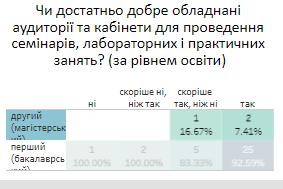 Чи достатньо добре обладнані
аудиторії та кабінети для проведення
семінарів, лабораторних і практичних
занять? (за рівнем освіти)
ні
скоріше ні,
ніж так
скоріше
так, ніж ні
так
другий
(магістерськ
ий)
1
16.67%
2
7.41%
перший
(бакалаврсь
кий)
1
100.00%
2
100.00%
5
83.33%
25
92.59%